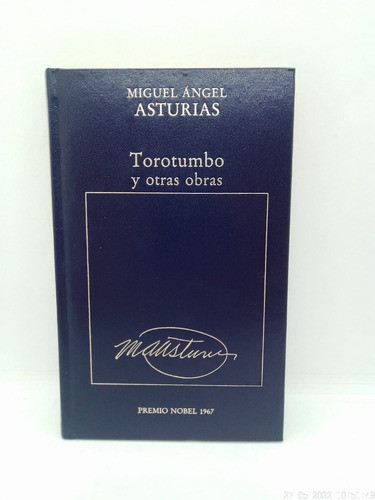 MIGUEL ÁNGEL
ASTURIAS
Torotumbo
y otras obras
PREMIO NOBEL 1967